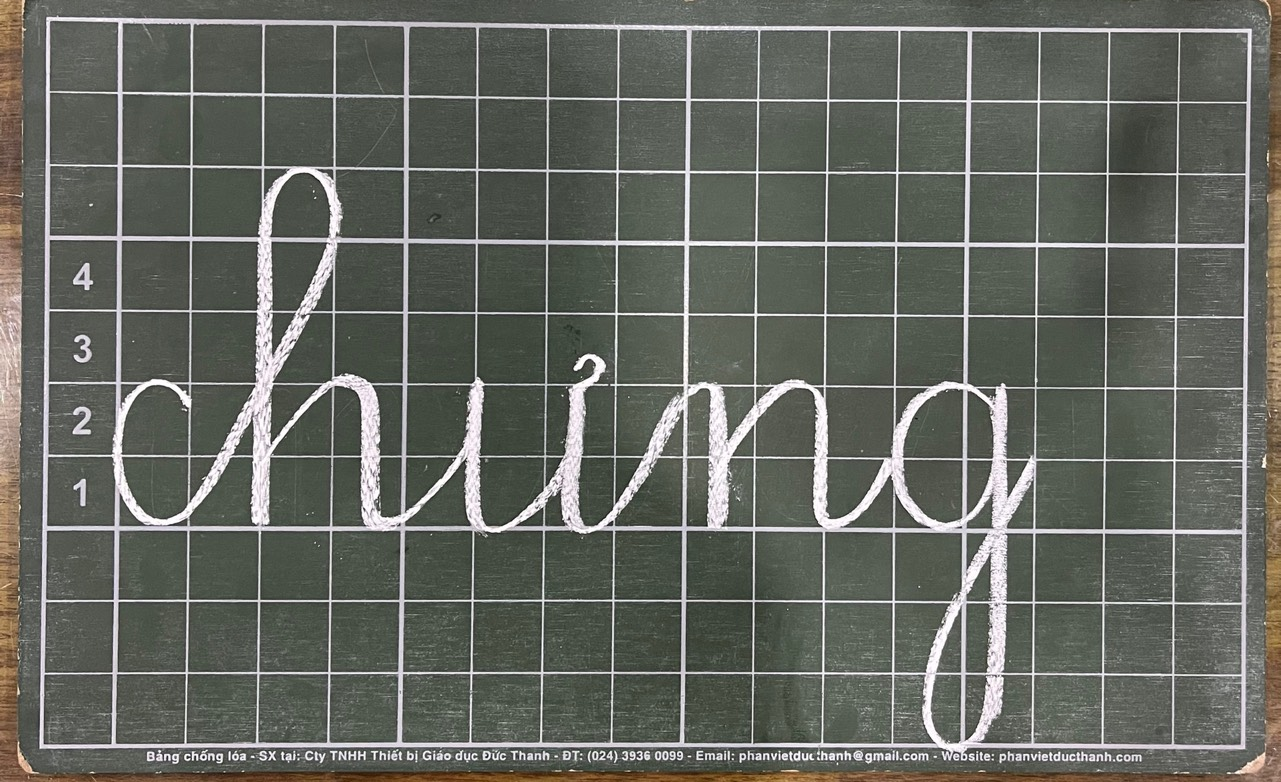 4
3
2
1
chưng
Bảng chống lóa - SX tại: Cty TNHH Thiết bị Giáo dục Đức Thanh - ĐT: (024) 3936 0099 - Email: phanvietducthanh@gmail.com - Website: phanvietducthanh.com